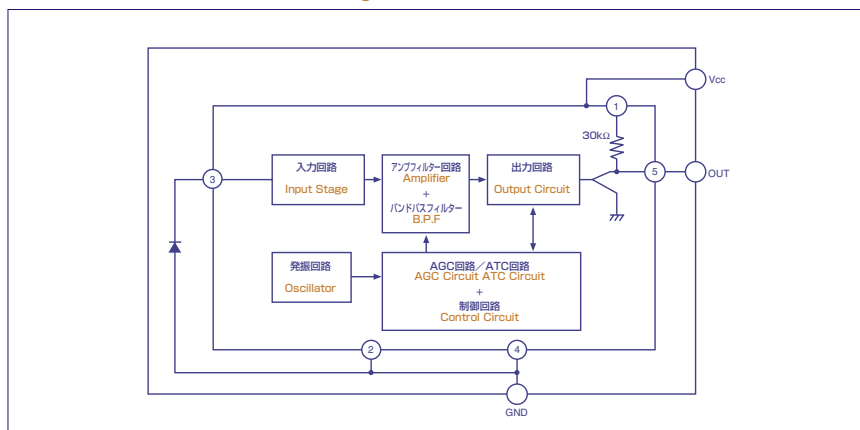 Vcc
1
30kΩ
入力回路
Input Stage
アンプフィルター回路
Amplifier
+
バンドパスフィルター
B.P.F
出力回路
Output Circuit
3
5
OUT
発振回路
Oscillator
AGC回路／ATC回路
AGC Circuit ATC Circuit
+
制御回路
Control Circuit
2
4
GND